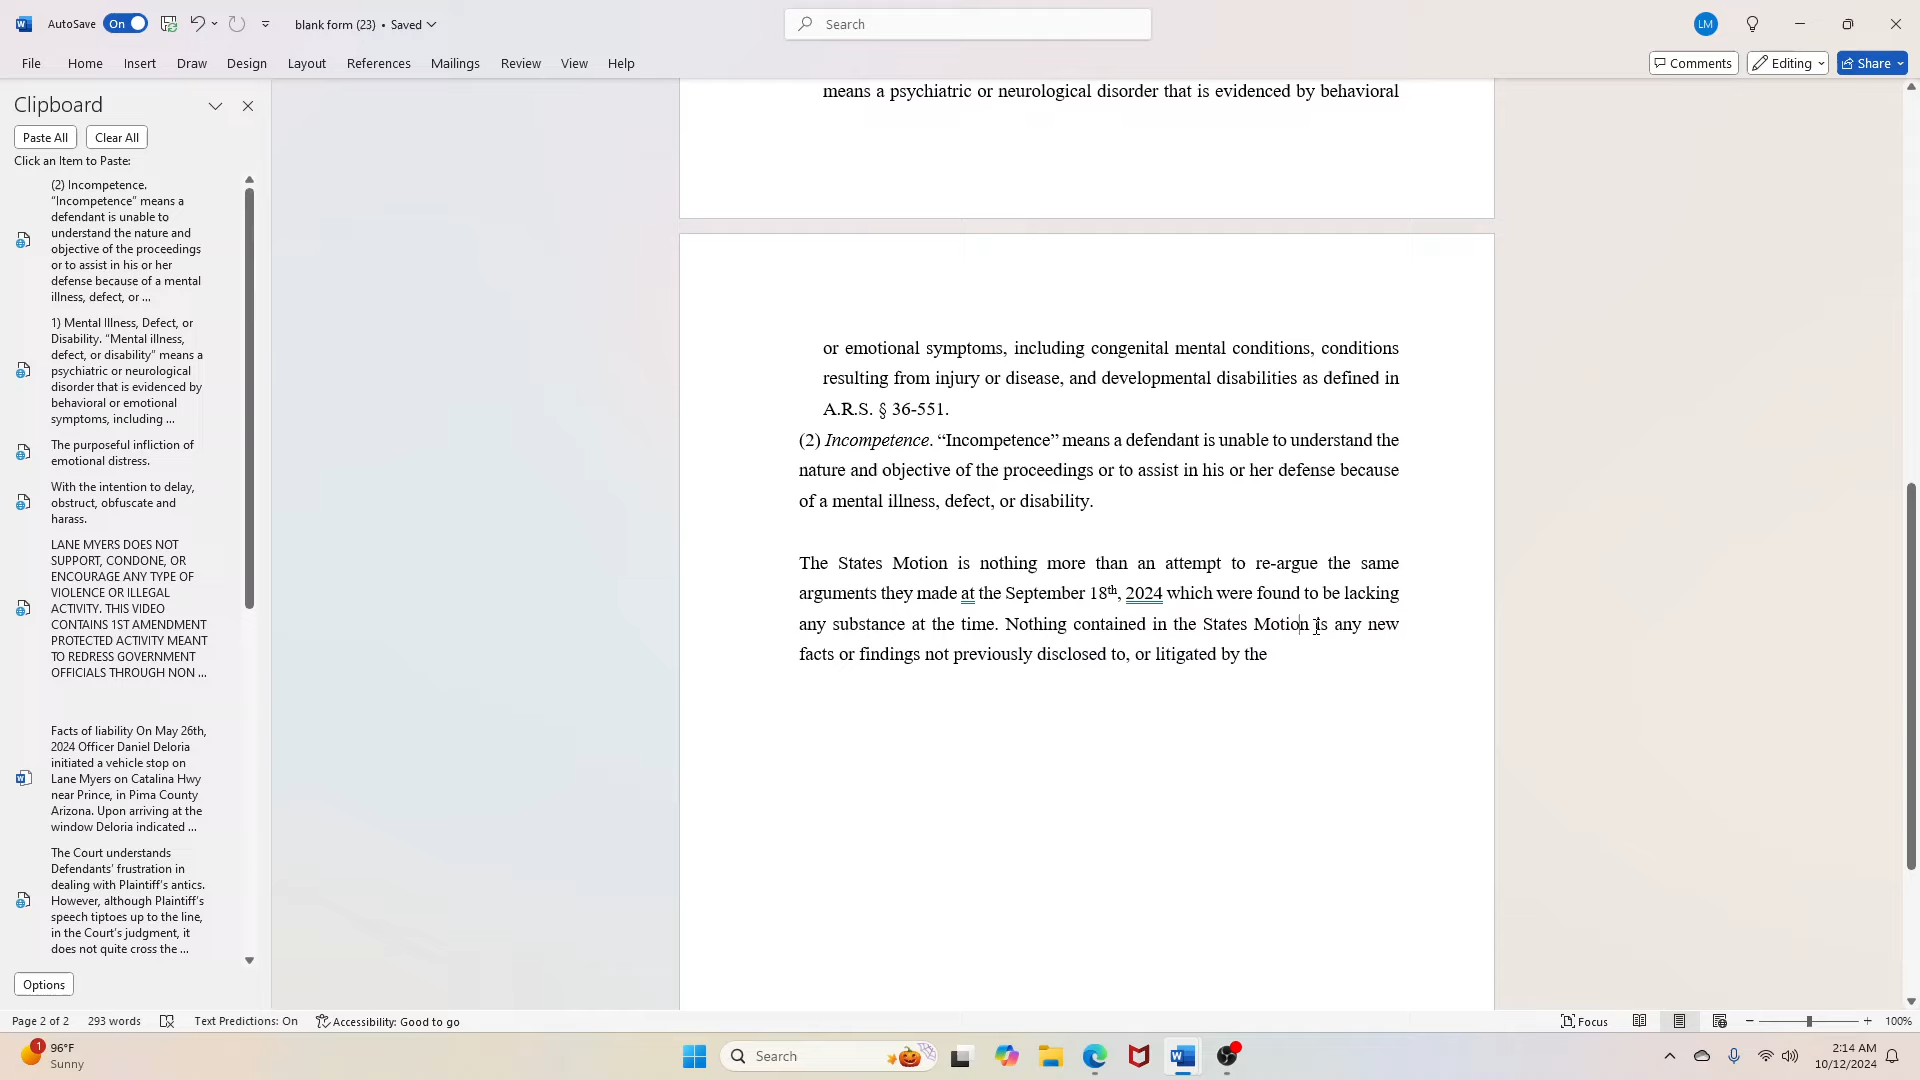 AutoSave On blank form (23) • Saved Search LM
File Home Insert Draw Design Layout References Mailings Review View Help Comments Editing Share
Clipboard
Paste All Clear All
Click an Item to Paste:
(2) Incompetence.
“Incompetence” means a
defendant is unable to
understand the nature and
objective of the proceedings
or to assist in his or her
defense because of a mental
illness, defect, or ...
1) Mental Illness, Defect, or
Disability. “Mental illness,
defect, or disability” means a
psychiatric or neurological
disorder that is evidenced by
behavioral or emotional
symptoms, including ...
The purposeful infliction of
emotional distress.
With the intention to delay,
obstruct, obfuscate and
harass.
LANE MYERS DOES NOT
SUPPORT, CONDONE, OR
ENCOURAGE ANY TYPE OF
VIOLENCE OR ILLEGAL
ACTIVITY. THIS VIDEO
CONTAINS 1ST AMENDMENT
PROTECTED ACTIVITY MEANT
TO REDRESS GOVERNMENT
OFFICIALS THROUGH NON ...
Facts of liability On May 26th,
2024 Officer Daniel Deloria
initiated a vehicle stop on
Lane Myers on Catalina Hwy
near Prince, in Pima County
Arizona. Upon arriving at the
window Deloria indicated ...
The Court understands
Defendants’ frustration in
dealing with Plaintiff’s antics.
However, although Plaintiff’s
speech tiptoes up to the line,
in the Court’s judgment, it
does not quite cross the ...
Options
means a psychiatric or neurological disorder that is evidenced by behavioral
or emotional symptoms, including congenital mental conditions, conditions
resulting from injury or disease, and developmental disabilities as defined in
A.R.S. § 36-551.
(2) Incompetence. “Incompetence” means a defendant is unable to understand the
nature and objective of the proceedings or to assist in his or her defense because
of a mental illness, defect, or disability.
The States Motion is nothing more than an attempt to re-argue the same
arguments they made at the September 18th, 2024 which were found to be lacking
any substance at the time. Nothing contained in the States Motion is any new
facts or findings not previously disclosed to, or litigated by the
Page 2 of 2 293 words Text Predictions: On Accessibility: Good to go Focus 100%
1 96°F Search 2:14 AM
Sunny 10/12/2024